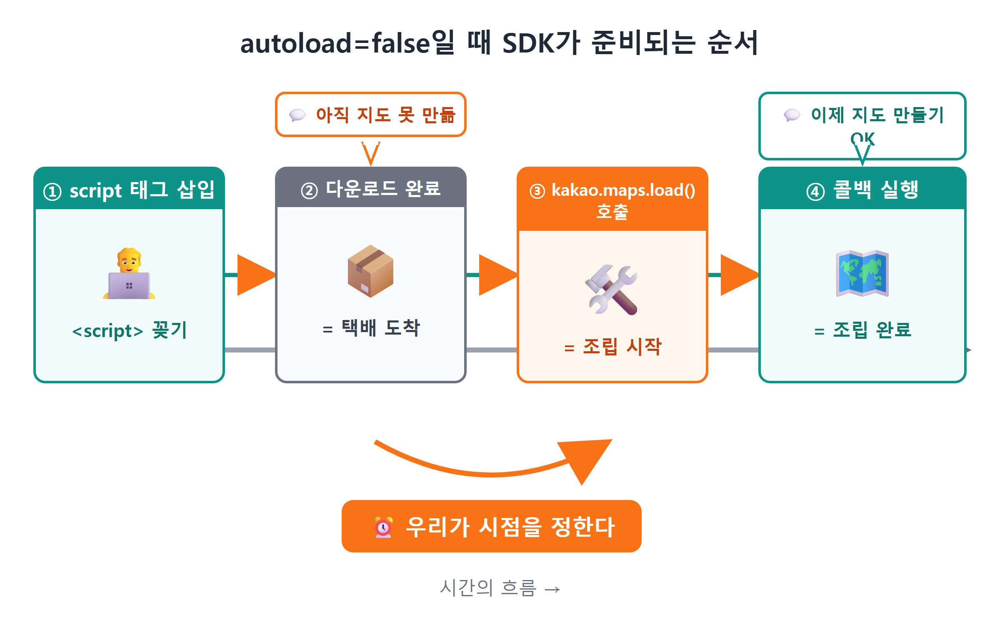 autoload=false일 때 SDK가 준비되는 순서
💬 아직 지도 못 만듦
💬 이제 지도 만들기
OK
① script 태그 삽입
<script> 꽂기
② 다운로드 완료
= 택배 도착
③ kakao.maps.load()
호출
= 조립 시작
④ 콜백 실행
= 조립 완료
⏰ 우리가 시점을 정한다
시간의 흐름 →